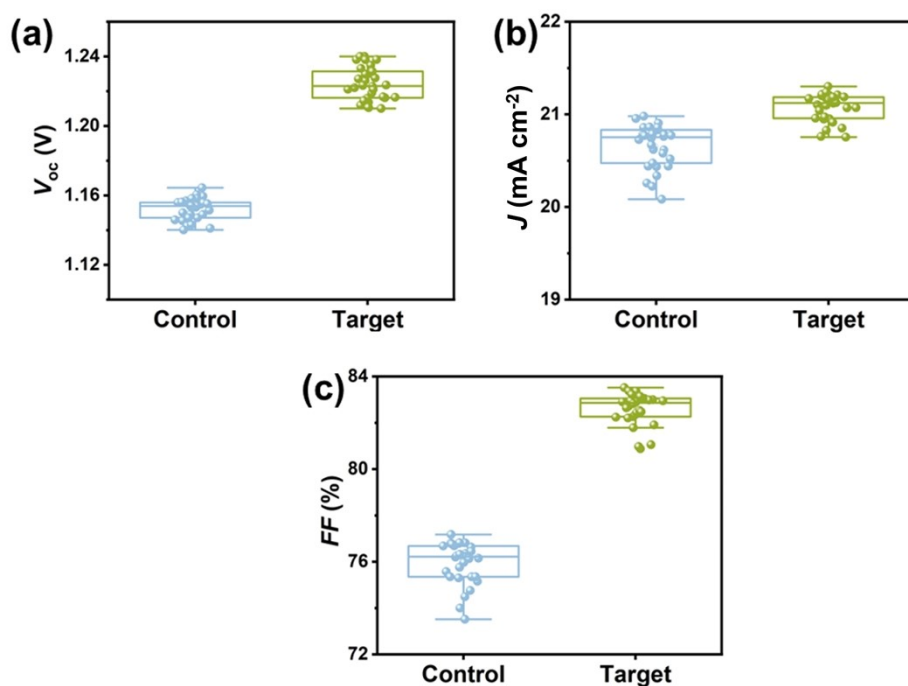 (a)
V_oc (V)
1.24
1.20
1.16
1.12
Control
Target
(b)
J (mA cm⁻²)
22
21
20
19
Control
Target
(c)
FF (%)
84
80
76
72
Control
Target